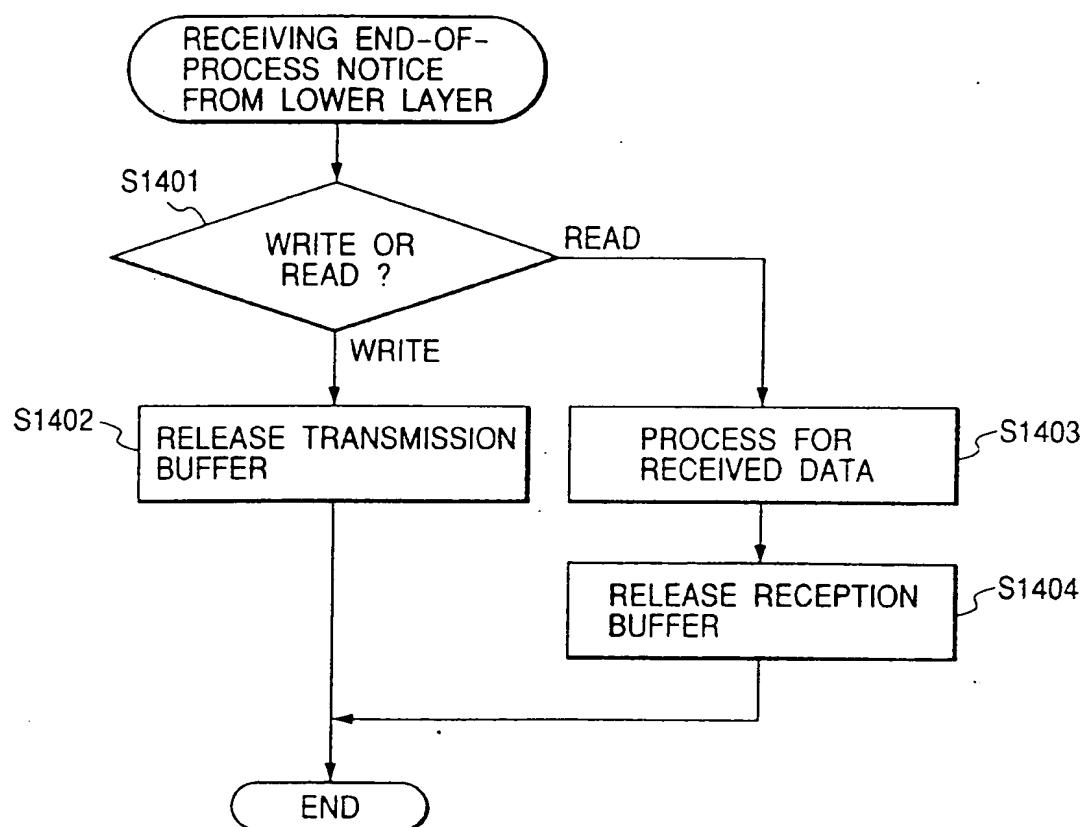 RECEIVING END-OF-
PROCESS NOTICE
FROM LOWER LAYER
S1401
WRITE OR
READ ?
READ
WRITE
S1402
RELEASE TRANSMISSION
BUFFER
PROCESS FOR
RECEIVED DATA
S1403
RELEASE RECEPTION
BUFFER
S1404
END